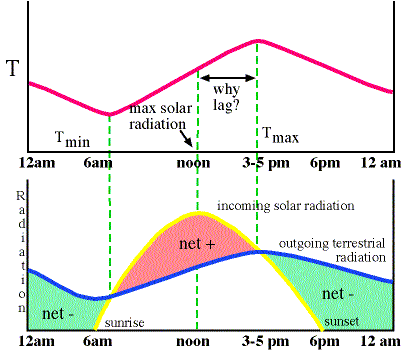 T
why
lag?
max solar
radiation
Tmin
Tmax
12am 6am noon 3-5 pm 6pm 12 am
Radiation
incoming solar radiation
net +
outgoing terrestrial
radiation
net -
net -
sunrise
sunset
12am 6am noon 3-5 pm 6pm 12 am